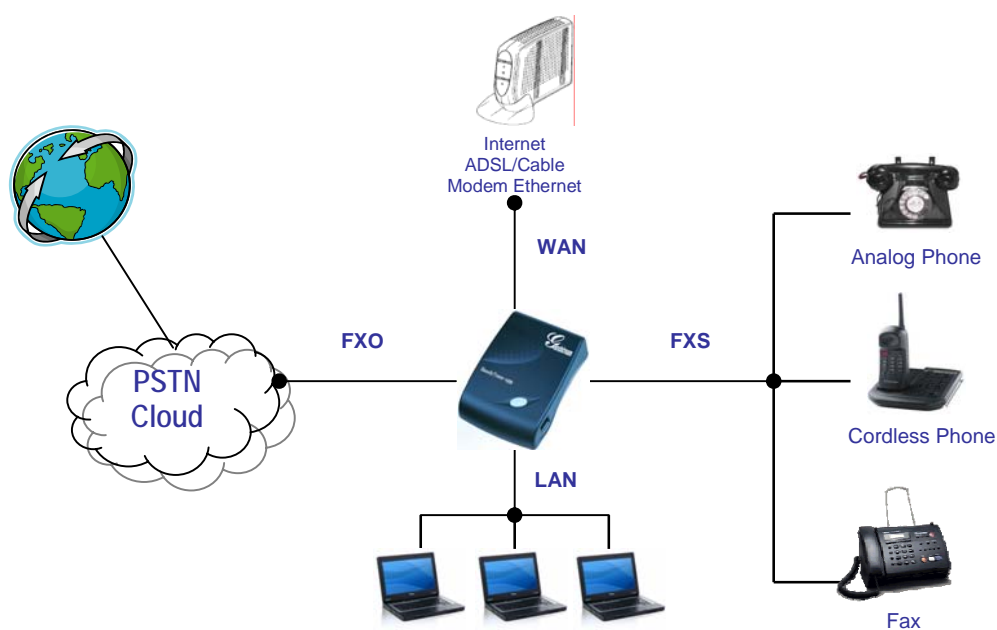 Internet
ADSL/Cable
Modem Ethernet
WAN
Analog Phone
FXO
FXS
PSTN
Cloud
Cordless Phone
LAN
Fax